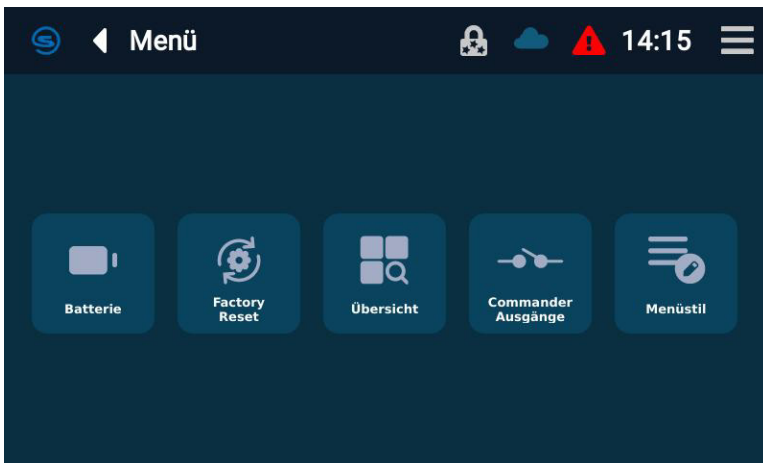 Menü
14:15
Batterie
Factory
Reset
Übersicht
Commander
Ausgänge
Menüstil